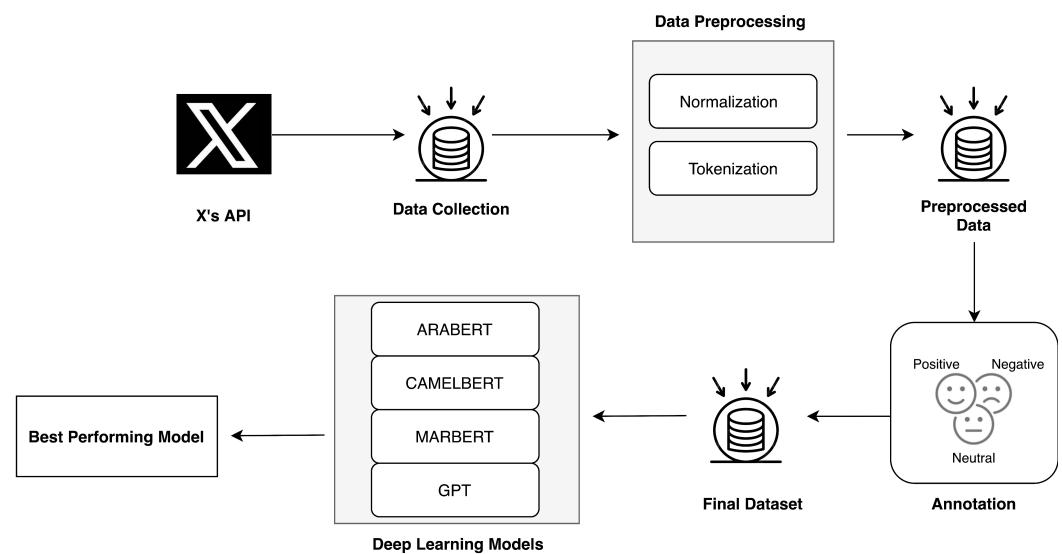 Data Preprocessing
Normalization
Tokenization
X's API
Data Collection
Preprocessed
Data
Positive
Negative
Neutral
Annotation
Final Dataset
ARABERT
CAMELBERT
MARBERT
GPT
Deep Learning Models
Best Performing Model